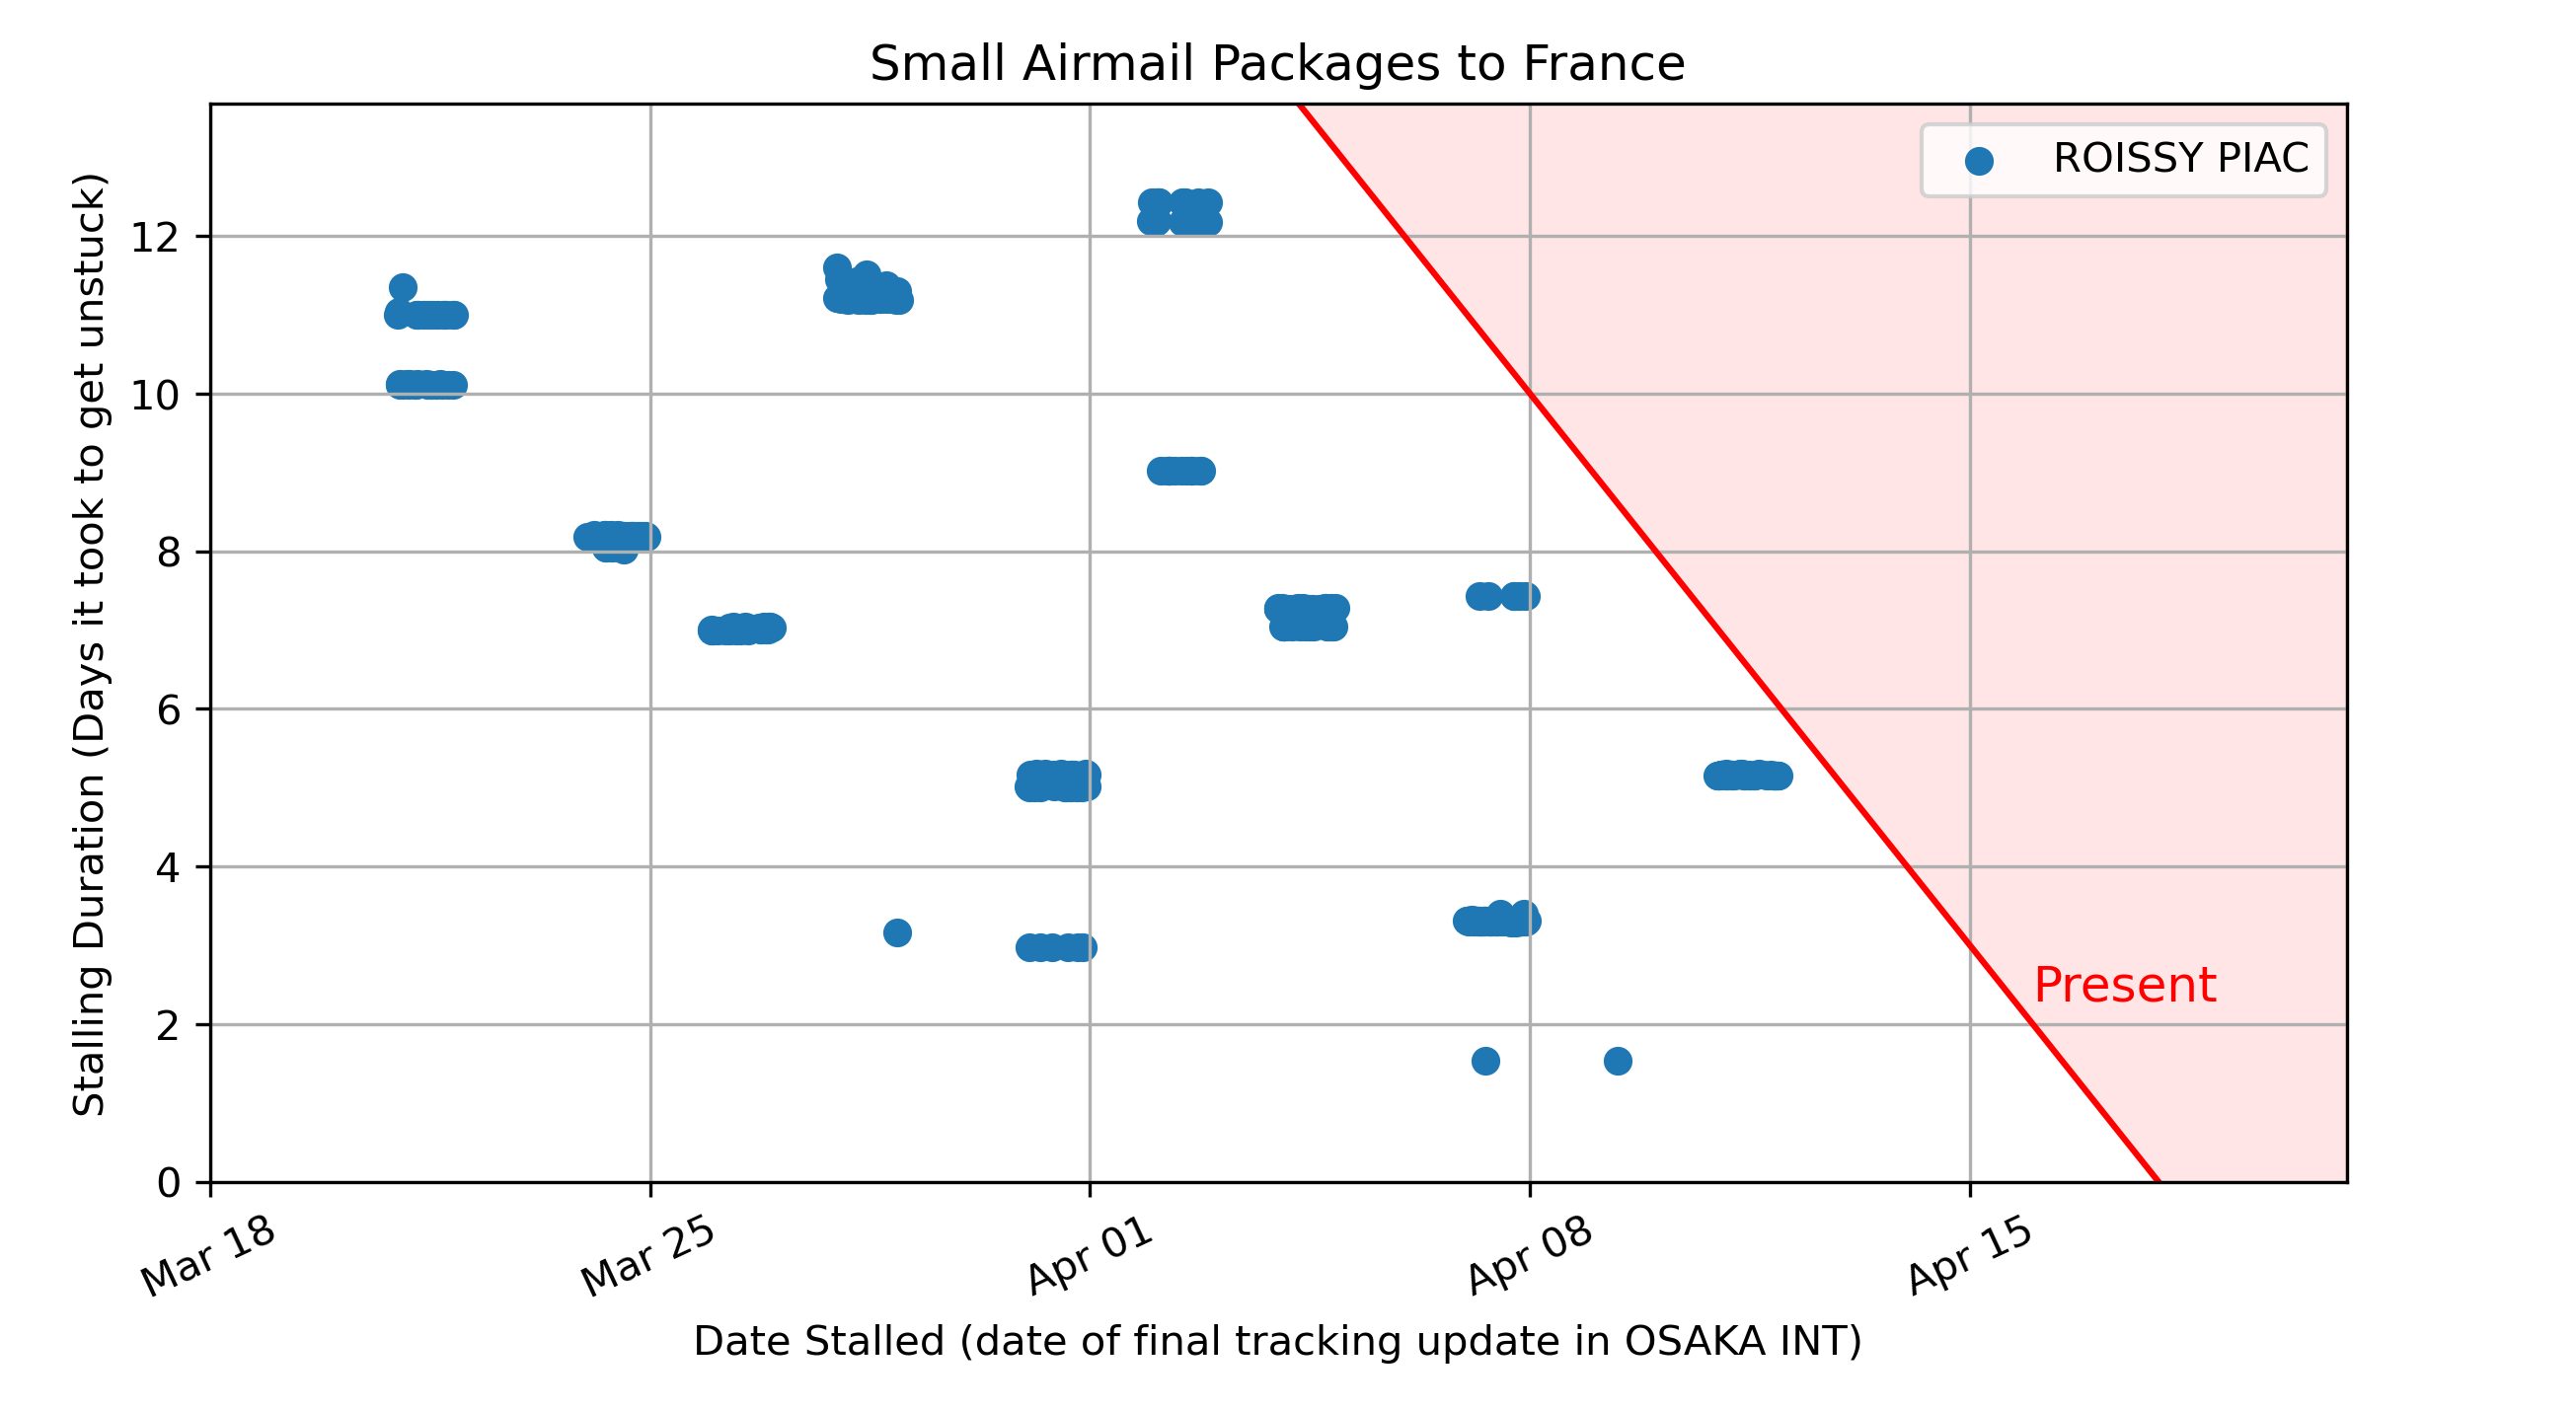 Small Airmail Packages to France
ROISSY PIAC
Stalling Duration (Days it took to get unstuck)
12
10
8
6
4
2
0
Present
Mar 18
Mar 25
Apr 01
Apr 08
Apr 15
Date Stalled (date of final tracking update in OSAKA INT)